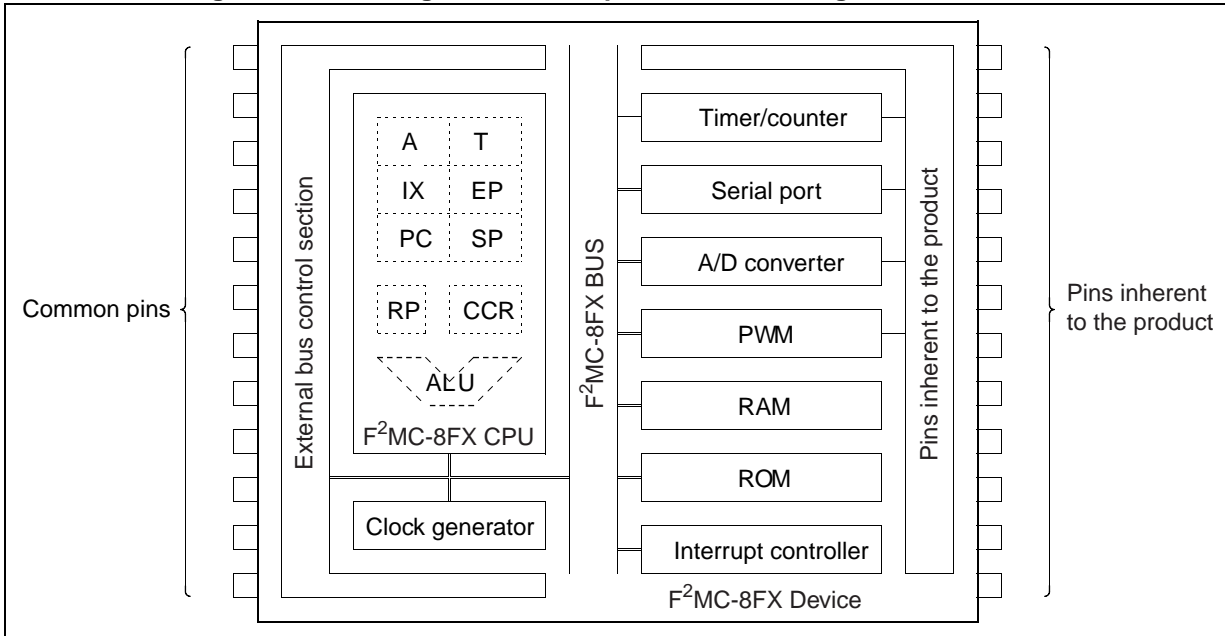 Common pins
External bus control section
A T
IX EP
PC SP
RP CCR
ALU
F²MC-8FX CPU
Clock generator
F²MC-8FX BUS
Timer/counter
Serial port
A/D converter
PWM
RAM
ROM
Interrupt controller
Pins inherent to the product
F²MC-8FX Device
Pins inherent
to the product